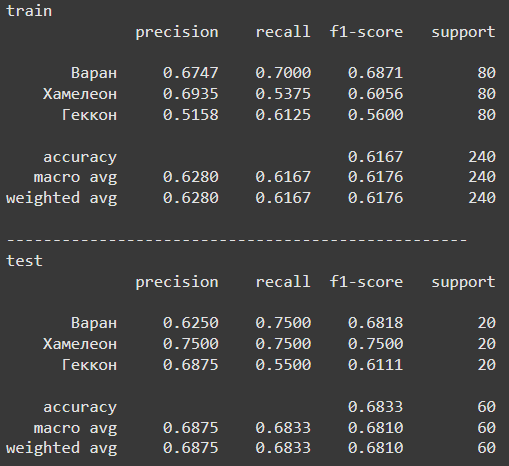 train
precision recall f1-score support
Варан 0.6747 0.7000 0.6871 80
Хамелеон 0.6935 0.5375 0.6056 80
Геккон 0.5158 0.6125 0.5600 80
accuracy 0.6167 240
macro avg 0.6280 0.6167 0.6176 240
weighted avg 0.6280 0.6167 0.6176 240
--------------------------------------------------
test
precision recall f1-score support
Варан 0.6250 0.7500 0.6818 20
Хамелеон 0.7500 0.7500 0.7500 20
Геккон 0.6875 0.5500 0.6111 20
accuracy 0.6833 60
macro avg 0.6875 0.6833 0.6810 60
weighted avg 0.6875 0.6833 0.6810 60